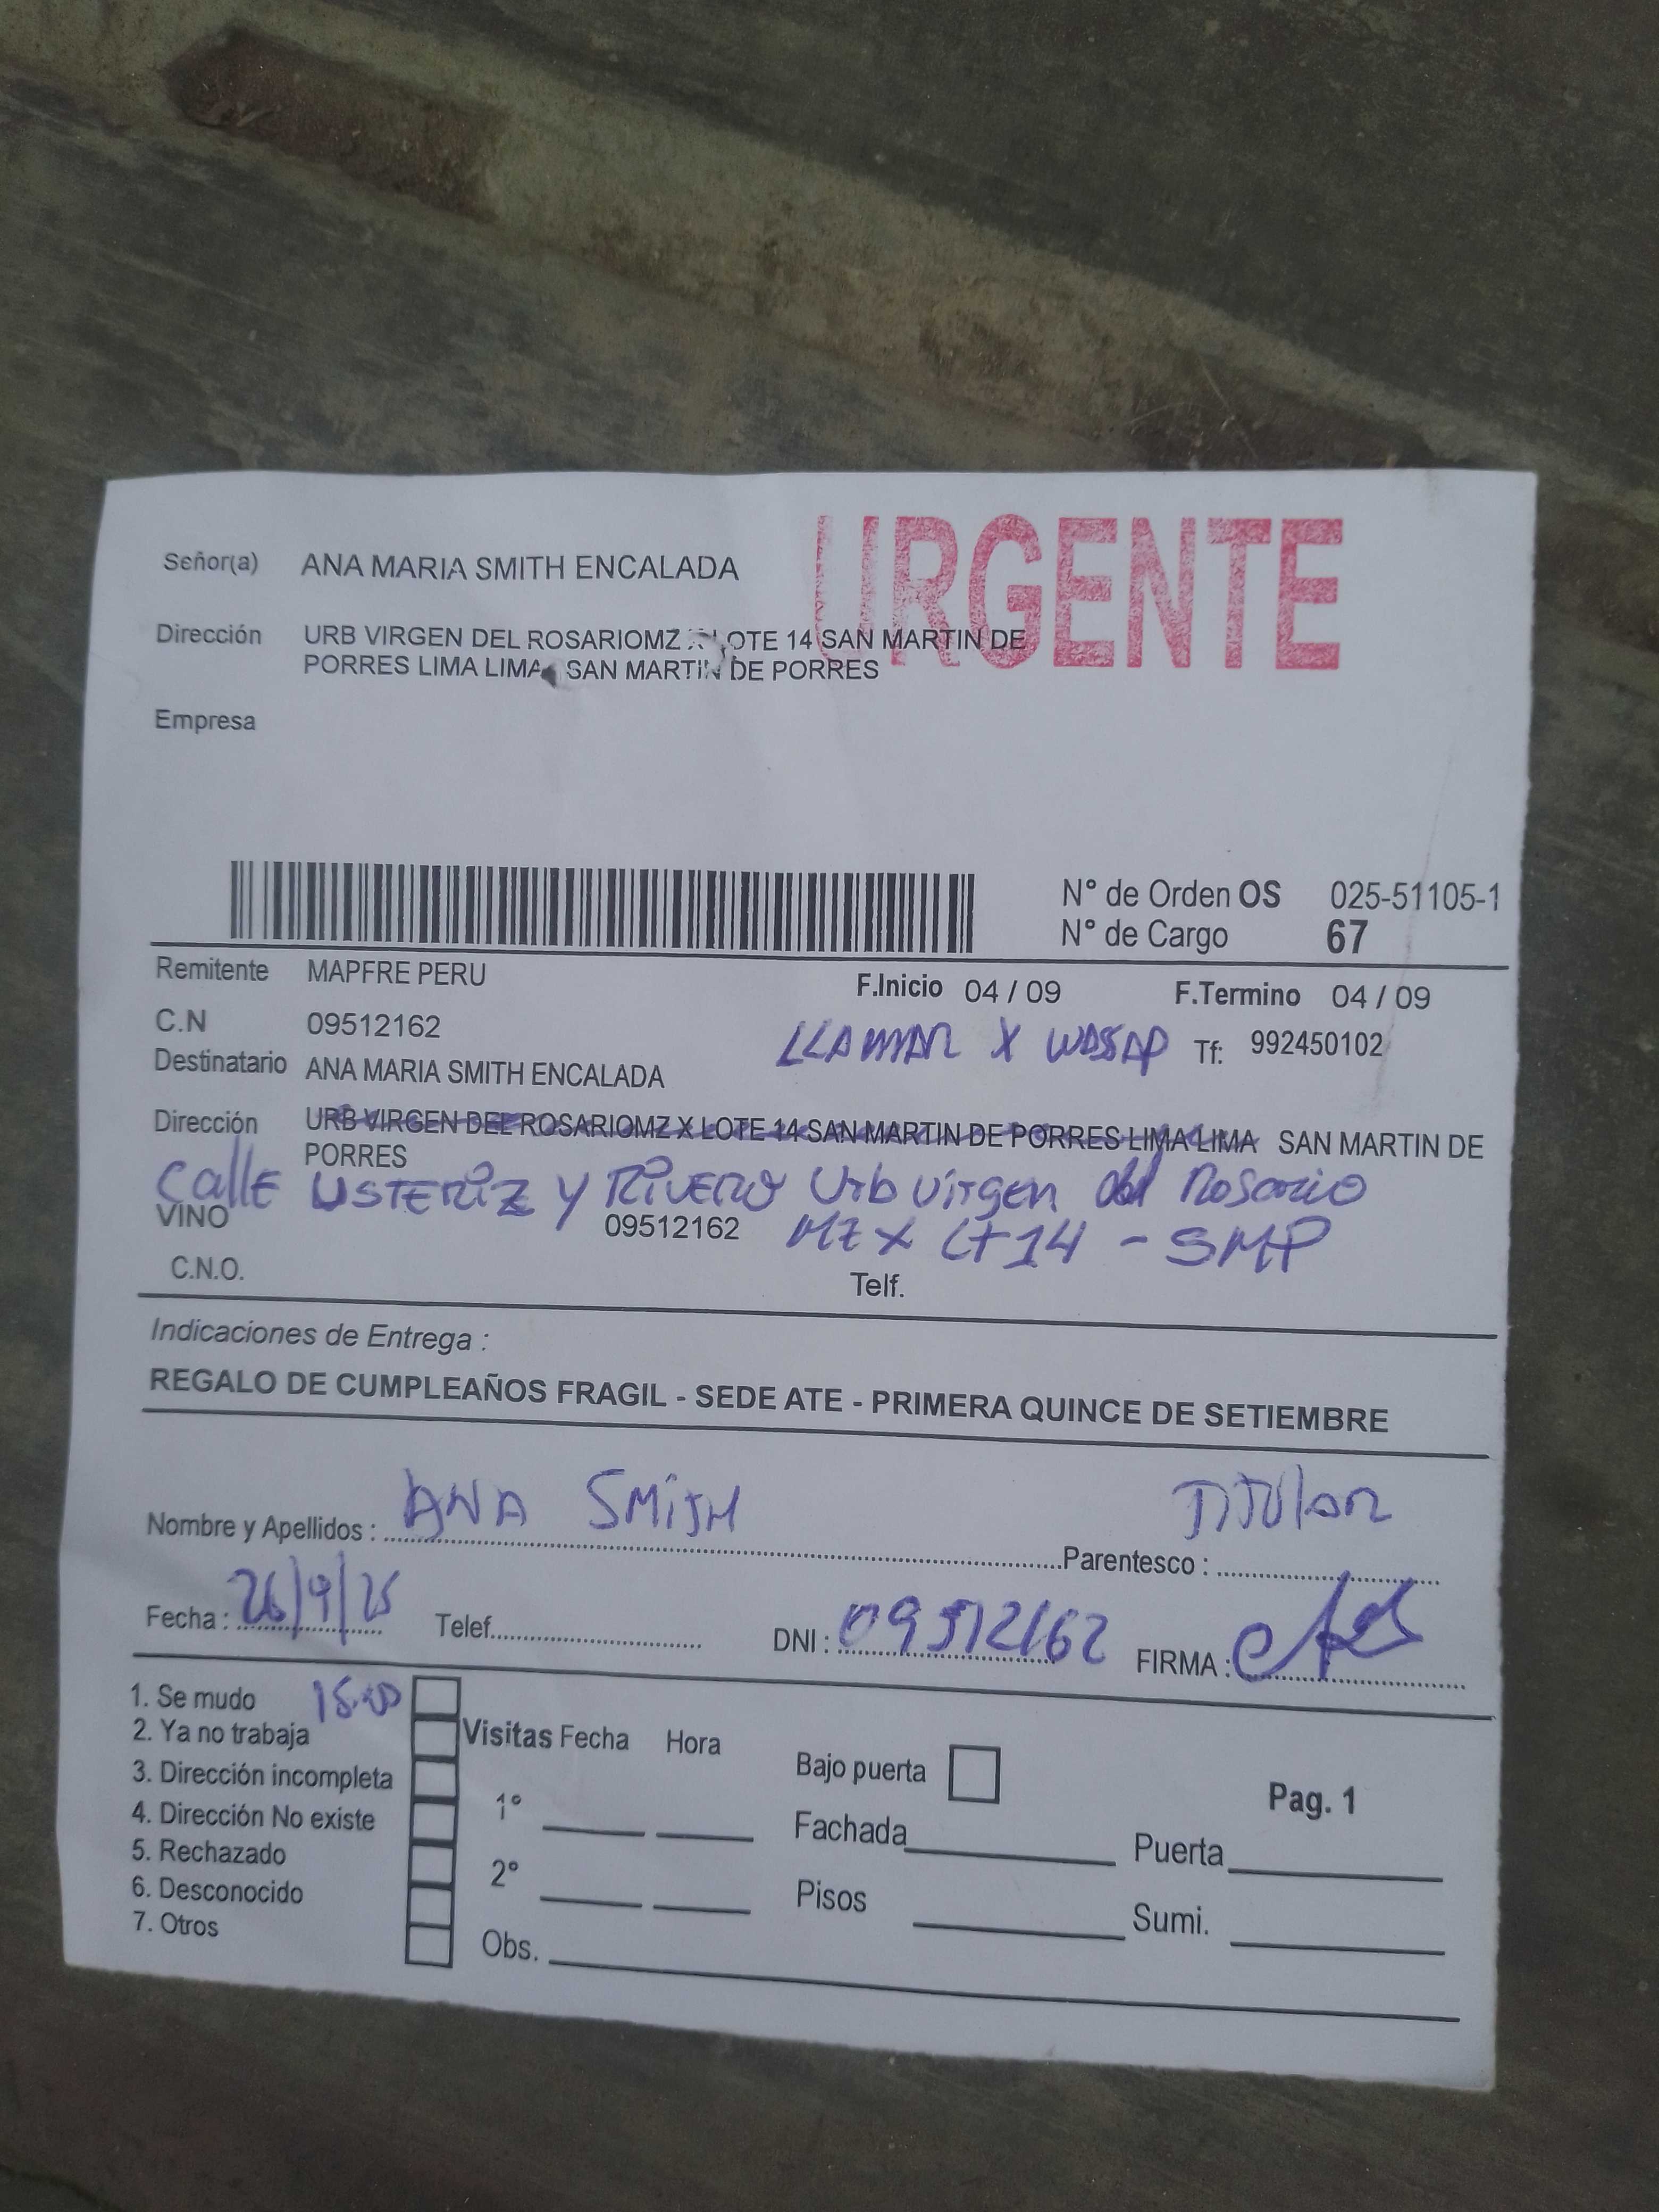 URGENTE
Señor(a) ANA MARIA SMITH ENCALADA
Dirección URB VIRGEN DEL ROSARIOMZ X LOTE 14 SAN MARTIN DE
PORRES LIMA LIMA SAN MARTIN DE PORRES
Empresa
N° de Orden OS 025-51105-1
N° de Cargo 67
Remitente MAPFRE PERU F.Inicio 04 / 09 F.Termino 04 / 09
C.N 09512162 LLAMAR X WASSAP Tf: 992450102
Destinatario ANA MARIA SMITH ENCALADA
Dirección URB VIRGEN DEL ROSARIOMZ X LOTE 14 SAN MARTIN DE PORRES LIMA LIMA SAN MARTIN DE
PORRES
Calle USTERIZ y RIVERO Urb Virgen del Rosario
VINO 09512162 MZ X LT 14 - SMP
C.N.O. Telf.
Indicaciones de Entrega :
REGALO DE CUMPLEAÑOS FRAGIL - SEDE ATE - PRIMERA QUINCE DE SETIEMBRE
Nombre y Apellidos : ANA SMITH Parentesco : TITULAR
Fecha : 26/9/25 Telef. DNI : 09512162 FIRMA :
1. Se mudo 15:00
2. Ya no trabaja Visitas Fecha Hora
3. Dirección incompleta Bajo puerta
4. Dirección No existe 1° Fachada Puerta Pag. 1
5. Rechazado
6. Desconocido 2° Pisos Sumi.
7. Otros Obs.